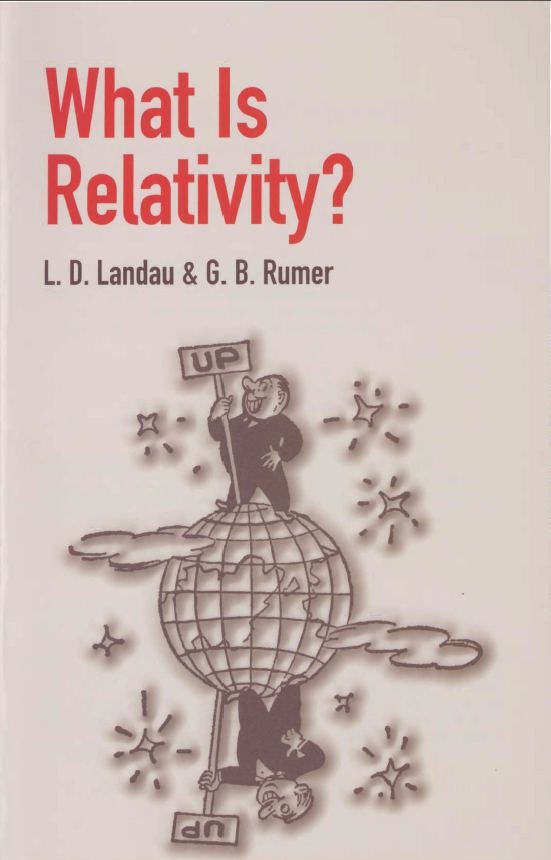 What Is
Relativity?
L. D. Landau & G. B. Rumer
UP
UP